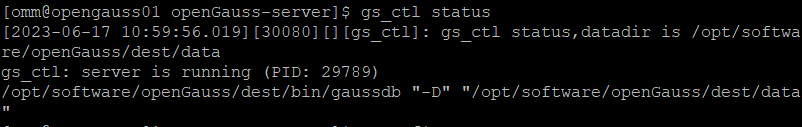 [omm@opengauss01 openGauss-server]$ gs_ctl status
[2023-06-17 10:59:56.019][30080][][gs_ctl]: gs_ctl status,datadir is /opt/softwa
re/openGauss/dest/data
gs_ctl: server is running (PID: 29789)
/opt/software/openGauss/dest/bin/gaussdb "-D" "/opt/software/openGauss/dest/data
"